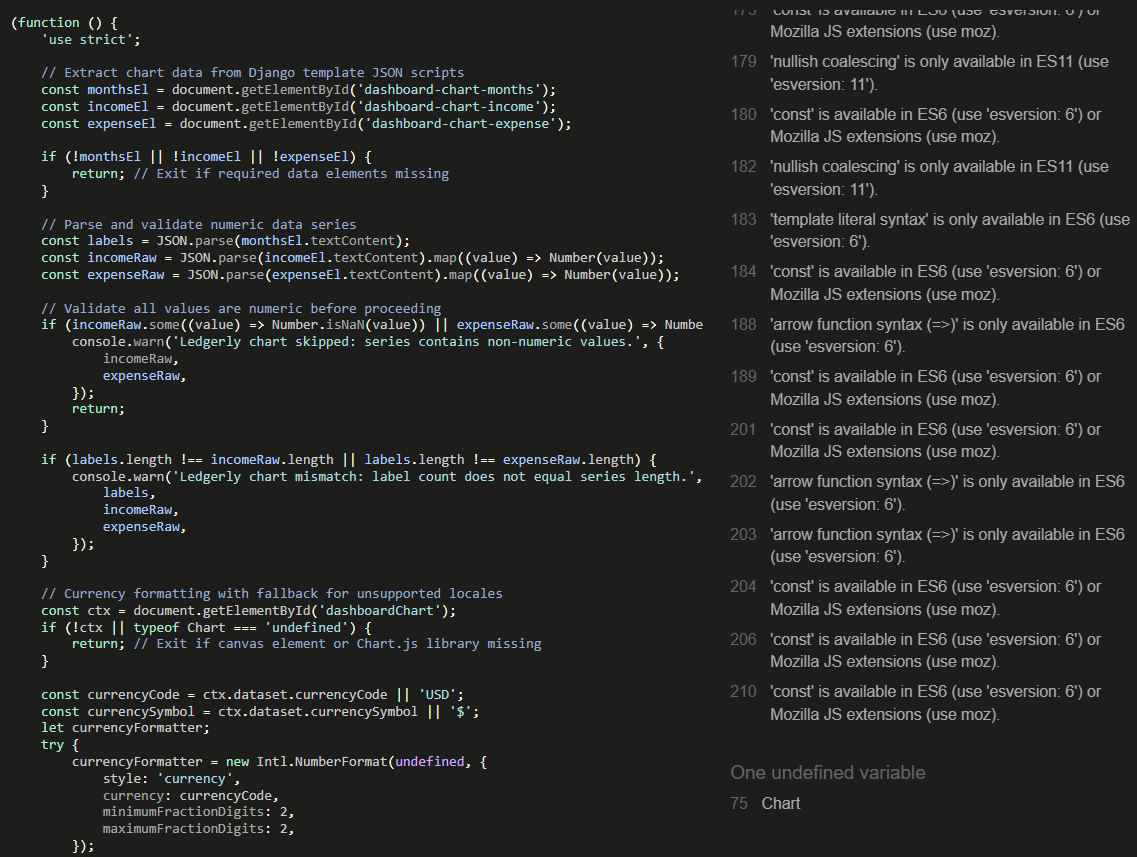 (function () {
    'use strict';

    // Extract chart data from Django template JSON scripts
    const monthsEl = document.getElementById('dashboard-chart-months');
    const incomeEl = document.getElementById('dashboard-chart-income');
    const expenseEl = document.getElementById('dashboard-chart-expense');

    if (!monthsEl || !incomeEl || !expenseEl) {
        return; // Exit if required data elements missing
    }

    // Parse and validate numeric data series
    const labels = JSON.parse(monthsEl.textContent);
    const incomeRaw = JSON.parse(incomeEl.textContent).map((value) => Number(value));
    const expenseRaw = JSON.parse(expenseEl.textContent).map((value) => Number(value));

    // Validate all values are numeric before proceeding
    if (incomeRaw.some((value) => Number.isNaN(value)) || expenseRaw.some((value) => Numbe
        console.warn('Ledgerly chart skipped: series contains non-numeric values.', {
            incomeRaw,
            expenseRaw,
        });
        return;
    }

    if (labels.length !== incomeRaw.length || labels.length !== expenseRaw.length) {
        console.warn('Ledgerly chart mismatch: label count does not equal series length.',
            labels,
            incomeRaw,
            expenseRaw,
        });
    }

    // Currency formatting with fallback for unsupported locales
    const ctx = document.getElementById('dashboardChart');
    if (!ctx || typeof Chart === 'undefined') {
        return; // Exit if canvas element or Chart.js library missing
    }

    const currencyCode = ctx.dataset.currencyCode || 'USD';
    const currencySymbol = ctx.dataset.currencySymbol || '$';
    let currencyFormatter;
    try {
        currencyFormatter = new Intl.NumberFormat(undefined, {
            style: 'currency',
            currency: currencyCode,
            minimumFractionDigits: 2,
            maximumFractionDigits: 2,
        });
'const' is available in ES6 (use 'esversion: 6') or
Mozilla JS extensions (use moz).
179 'nullish coalescing' is only available in ES11 (use
'esversion: 11').
180 'const' is available in ES6 (use 'esversion: 6') or
Mozilla JS extensions (use moz).
182 'nullish coalescing' is only available in ES11 (use
'esversion: 11').
183 'template literal syntax' is only available in ES6 (use
'esversion: 6').
184 'const' is available in ES6 (use 'esversion: 6') or
Mozilla JS extensions (use moz).
188 'arrow function syntax (=>)' is only available in ES6
(use 'esversion: 6').
189 'const' is available in ES6 (use 'esversion: 6') or
Mozilla JS extensions (use moz).
201 'const' is available in ES6 (use 'esversion: 6') or
Mozilla JS extensions (use moz).
202 'arrow function syntax (=>)' is only available in ES6
(use 'esversion: 6').
203 'arrow function syntax (=>)' is only available in ES6
(use 'esversion: 6').
204 'const' is available in ES6 (use 'esversion: 6') or
Mozilla JS extensions (use moz).
206 'const' is available in ES6 (use 'esversion: 6') or
Mozilla JS extensions (use moz).
210 'const' is available in ES6 (use 'esversion: 6') or
Mozilla JS extensions (use moz).
One undefined variable
75 Chart